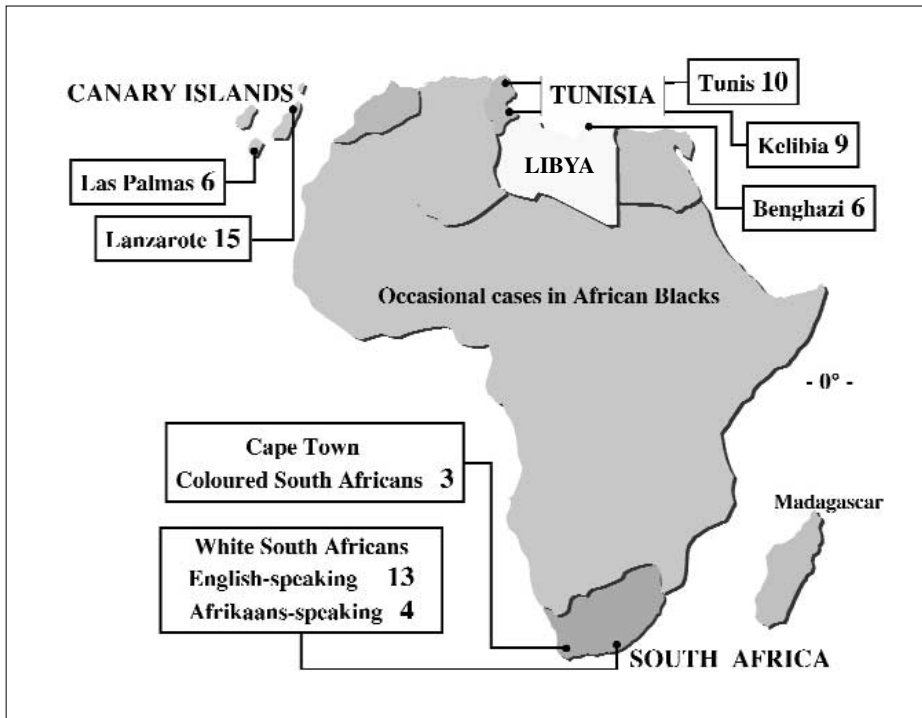 CANARY ISLANDS
TUNISIA
Tunis 10
Kelibia 9
LIBYA
Las Palmas 6
Benghazi 6
Lanzarote 15
Occasional cases in African Blacks
- 0° -
Cape Town
Coloured South Africans 3
Madagascar
White South Africans
English-speaking 13
Afrikaans-speaking 4
SOUTH AFRICA